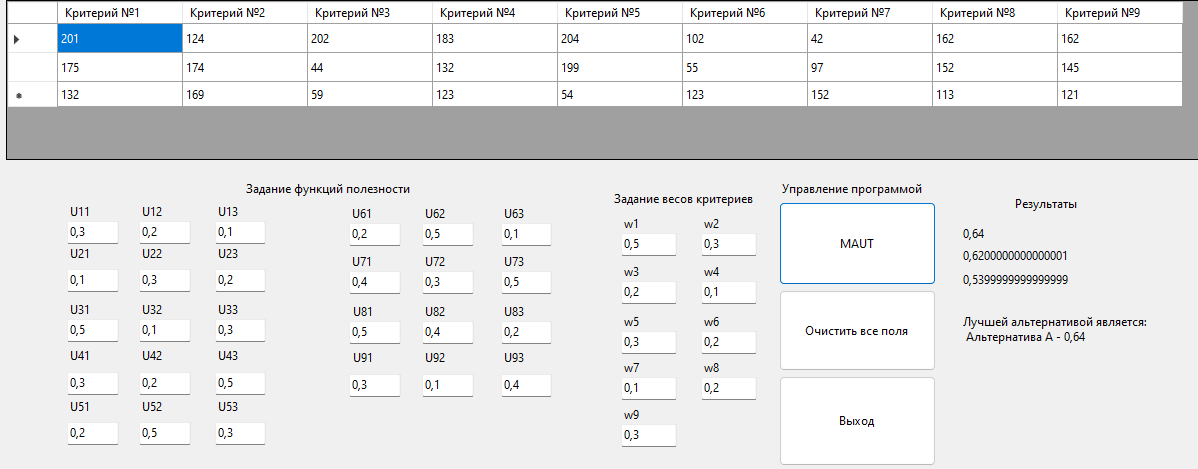 Критерий №1 Критерий №2 Критерий №3 Критерий №4 Критерий №5 Критерий №6 Критерий №7 Критерий №8 Критерий №9
201 124 202 183 204 102 42 162 162
175 174 44 132 199 55 97 152 145
132 169 59 123 54 123 152 113 121
Задание функций полезности
U11 U12 U13
0,3 0,2 0,1
U21 U22 U23
0,1 0,3 0,2
U31 U32 U33
0,5 0,1 0,3
U41 U42 U43
0,3 0,2 0,5
U51 U52 U53
0,2 0,5 0,3
U61 U62 U63
0,2 0,5 0,1
U71 U72 U73
0,4 0,3 0,5
U81 U82 U83
0,5 0,4 0,2
U91 U92 U93
0,3 0,1 0,4
Задание весов критериев
w1 w2
0,5 0,3
w3 w4
0,2 0,1
w5 w6
0,3 0,2
w7 w8
0,1 0,2
w9
0,3
Управление программой
MAUT
Очистить все поля
Выход
Результаты
0,64
0,6200000000000001
0,5399999999999999
Лучшей альтернативой является:
Альтернатива А - 0,64